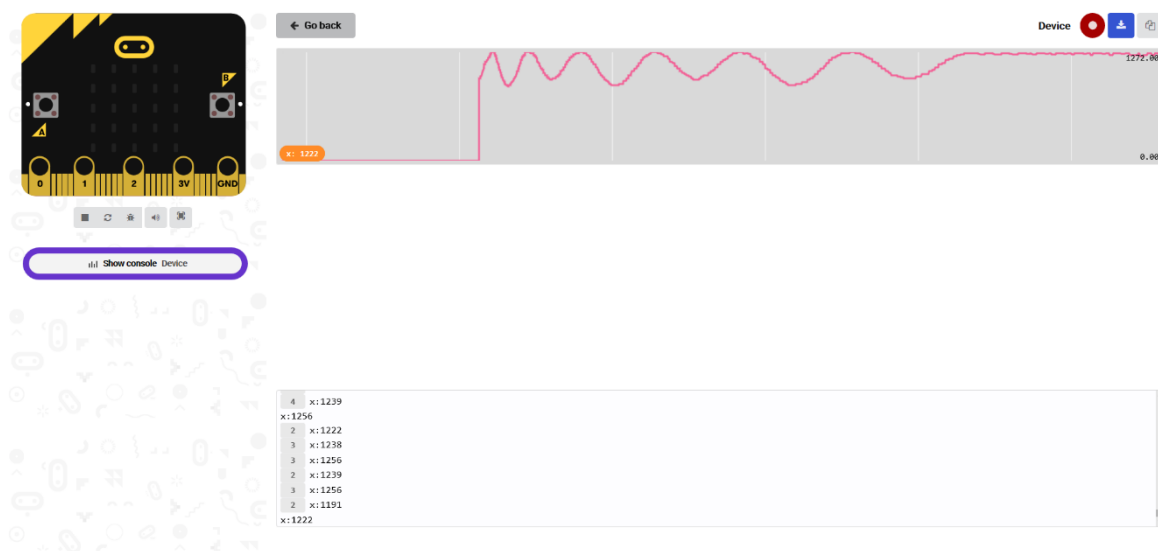 Go back
Device
1272.00
x: 1222
0.00
B
A
0 1 2 3V GND
Show console Device
4 x:1239
x:1256
2 x:1222
3 x:1238
3 x:1256
2 x:1239
3 x:1256
2 x:1191
x:1222